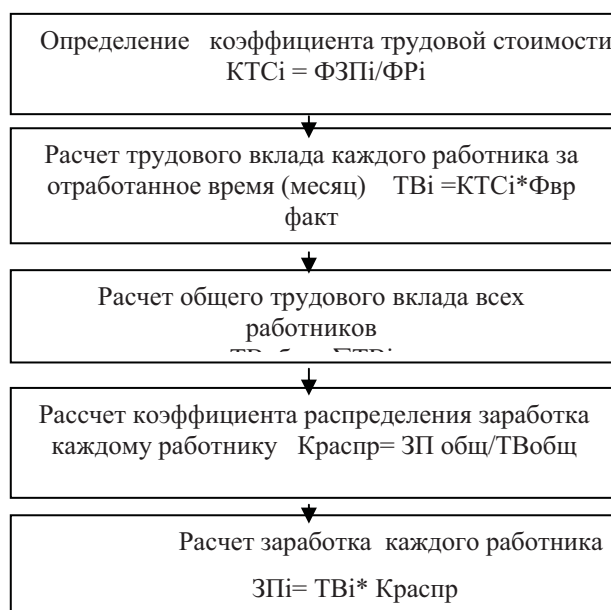 Определение коэффициента трудовой стоимости
КТСi = ФЗПi/ФРi
Расчет трудового вклада каждого работника за
отработанное время (месяц) ТВi =КТСi*Фвр
факт
Расчет общего трудового вклада всех
работников
Рассчет коэффициента распределения заработка
каждому работнику Краспр= ЗП общ/ТВобщ
Расчет заработка каждого работника
ЗПi= ТВi* Краспр